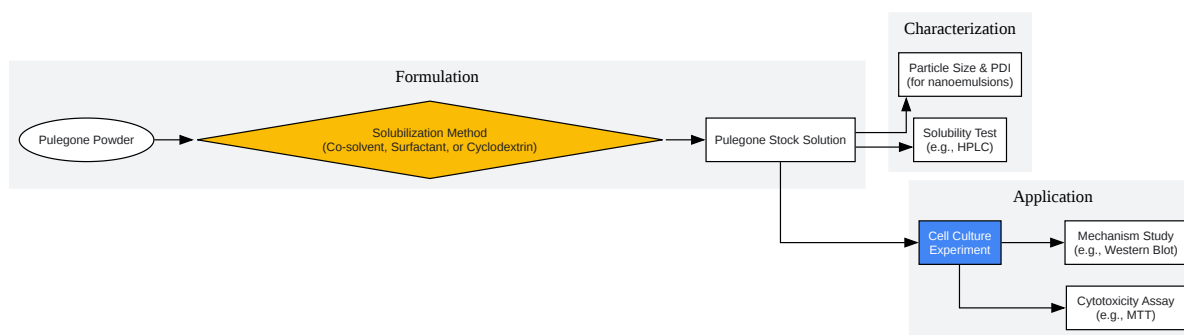 Characterization
Formulation
Particle Size & PDI
(for nanoemulsions)
Pulegone Powder
Solubilization Method
(Co-solvent, Surfactant, or Cyclodextrin)
Pulegone Stock Solution
Solubility Test
(e.g., HPLC)
Application
Cell Culture
Experiment
Mechanism Study
(e.g., Western Blot)
Cytotoxicity Assay
(e.g., MTT)